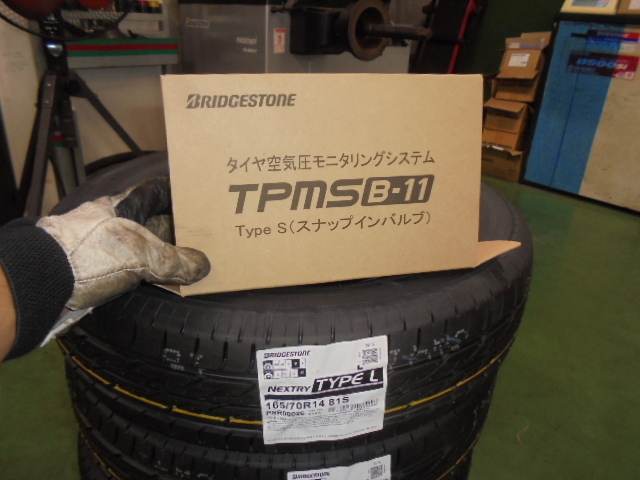 BRIDGESTONE
タイヤ空気圧モニタリングシステム
TPMS B-11
Type S(スナップインバルブ)
BRIDGESTONE
NEXTRY TYPE L
165/70R14 81S
BRIDGESTONE